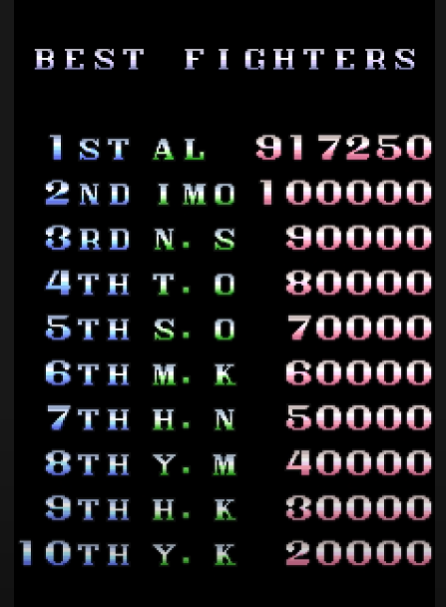 BEST FIGHTERS
1ST AL 917250
2ND IMO 100000
3RD N. S 90000
4TH T. O 80000
5TH S. O 70000
6TH M. K 60000
7TH H. N 50000
8TH Y. M 40000
9TH H. K 30000
10TH Y. K 20000